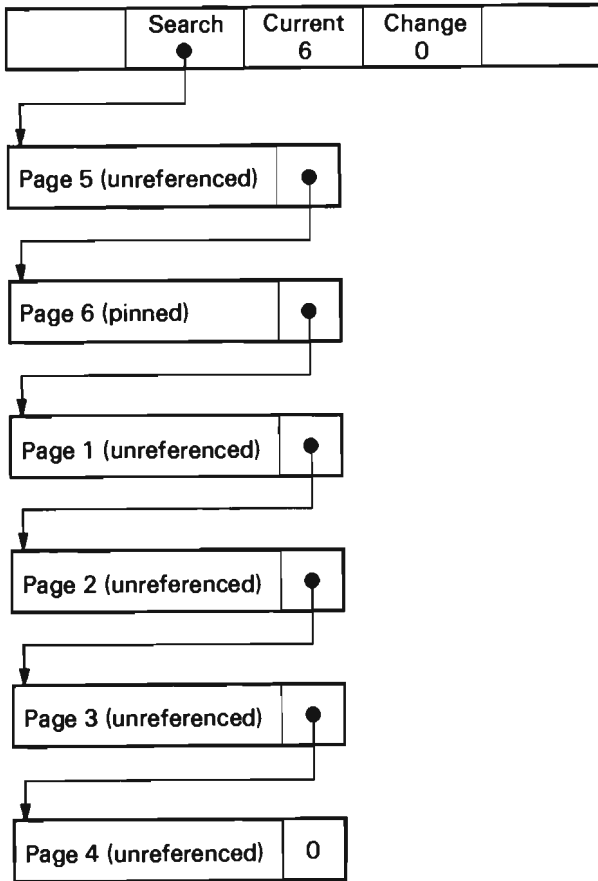 Search Current Change
6 0
Page 5 (unreferenced)
Page 6 (pinned)
Page 1 (unreferenced)
Page 2 (unreferenced)
Page 3 (unreferenced)
Page 4 (unreferenced) 0